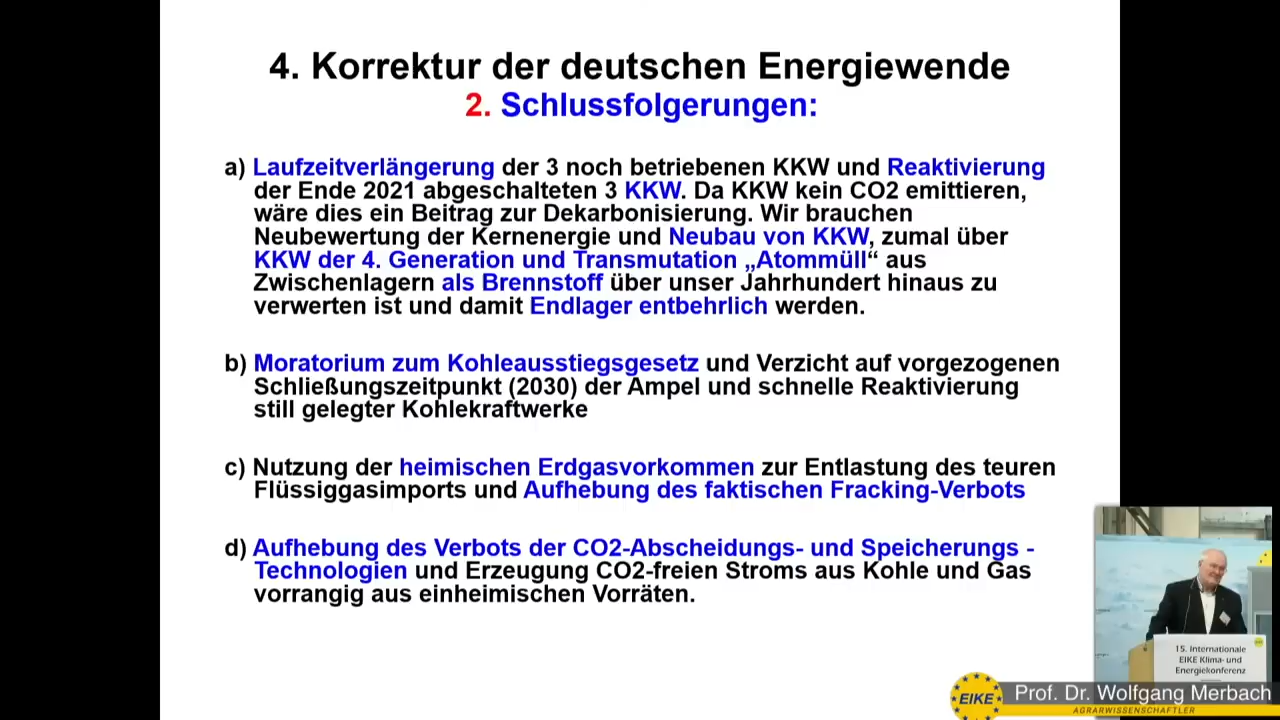 4. Korrektur der deutschen Energiewende
2. Schlussfolgerungen:
a) Laufzeitverlängerung der 3 noch betriebenen KKW und Reaktivierung
der Ende 2021 abgeschalteten 3 KKW. Da KKW kein CO2 emittieren,
wäre dies ein Beitrag zur Dekarbonisierung. Wir brauchen
Neubewertung der Kernenergie und Neubau von KKW, zumal über
KKW der 4. Generation und Transmutation „Atommüll“ aus
Zwischenlagern als Brennstoff über unser Jahrhundert hinaus zu
verwerten ist und damit Endlager entbehrlich werden.
b) Moratorium zum Kohleausstiegsgesetz und Verzicht auf vorgezogenen
Schließungszeitpunkt (2030) der Ampel und schnelle Reaktivierung
still gelegter Kohlekraftwerke
c) Nutzung der heimischen Erdgasvorkommen zur Entlastung des teuren
Flüssiggasimports und Aufhebung des faktischen Fracking-Verbots
d) Aufhebung des Verbots der CO2-Abscheidungs- und Speicherungs -
Technologien und Erzeugung CO2-freien Stroms aus Kohle und Gas
vorrangig aus einheimischen Vorräten.
15. Internationale
EIKE Klima- und
Energiekonferenz
EIKE
Prof. Dr. Wolfgang Merbach
AGRARWISSENSCHAFTLER